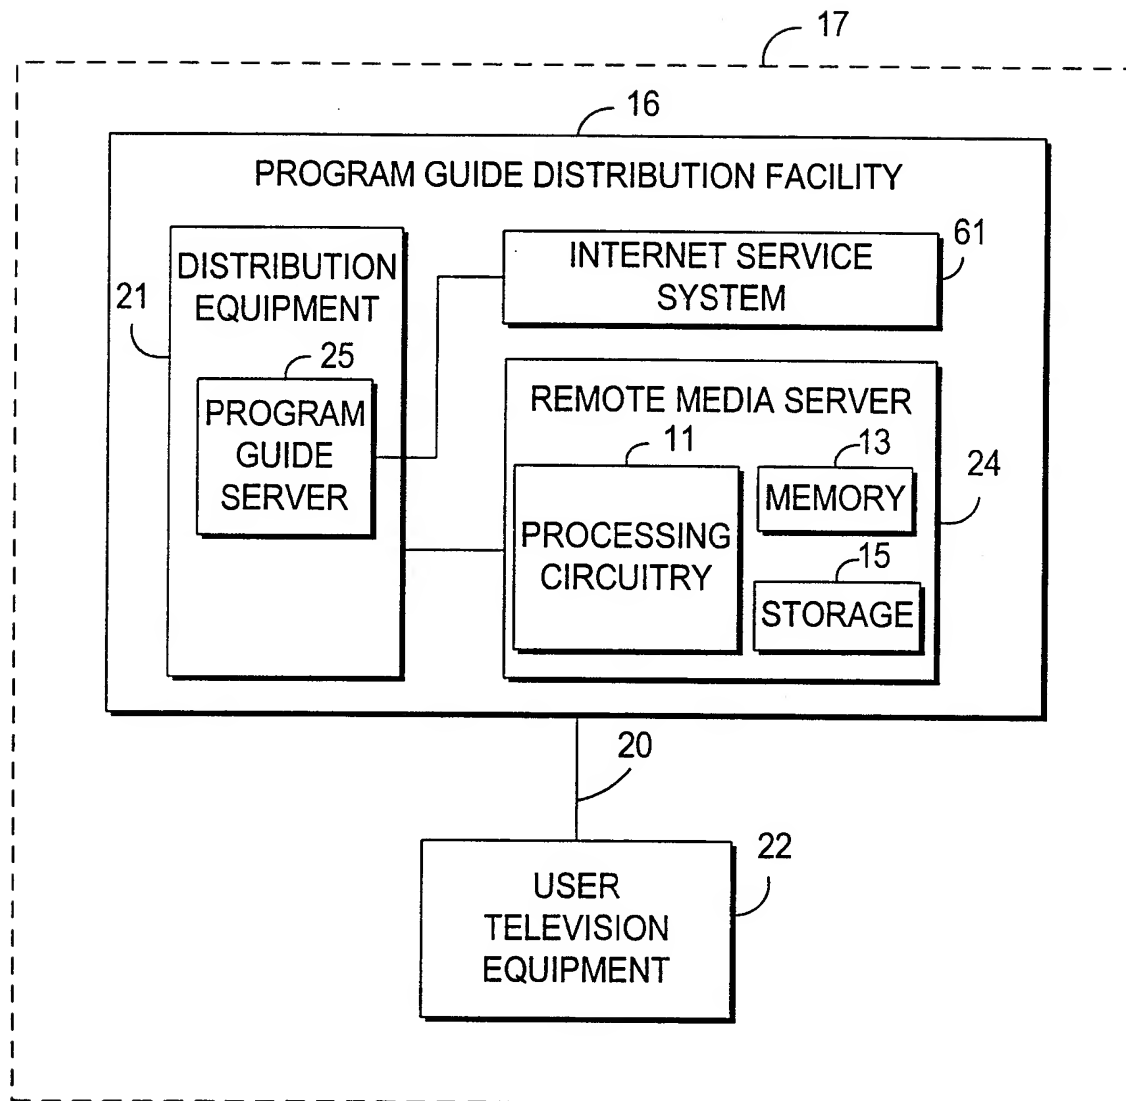 17
16
PROGRAM GUIDE DISTRIBUTION FACILITY
21
DISTRIBUTION
EQUIPMENT
25
PROGRAM
GUIDE
SERVER
INTERNET SERVICE
SYSTEM
61
REMOTE MEDIA SERVER
11
PROCESSING
CIRCUITRY
13
MEMORY
15
STORAGE
24
20
USER
TELEVISION
EQUIPMENT
22